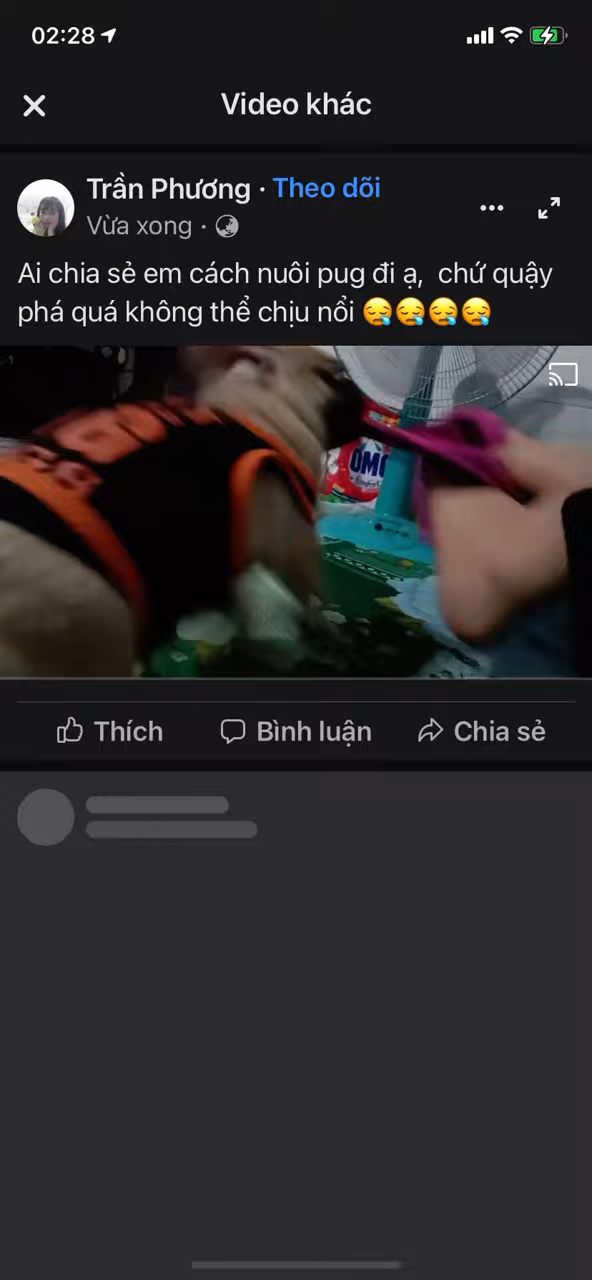 02:28
Video khác
Trần Phương · Theo dõi
Vừa xong ·
Ai chia sẻ em cách nuôi pug đi ạ, chứ quậy
phá quá không thể chịu nổi 😪😪😪😪
OMO
Comfort
Thích
Bình luận
Chia sẻ